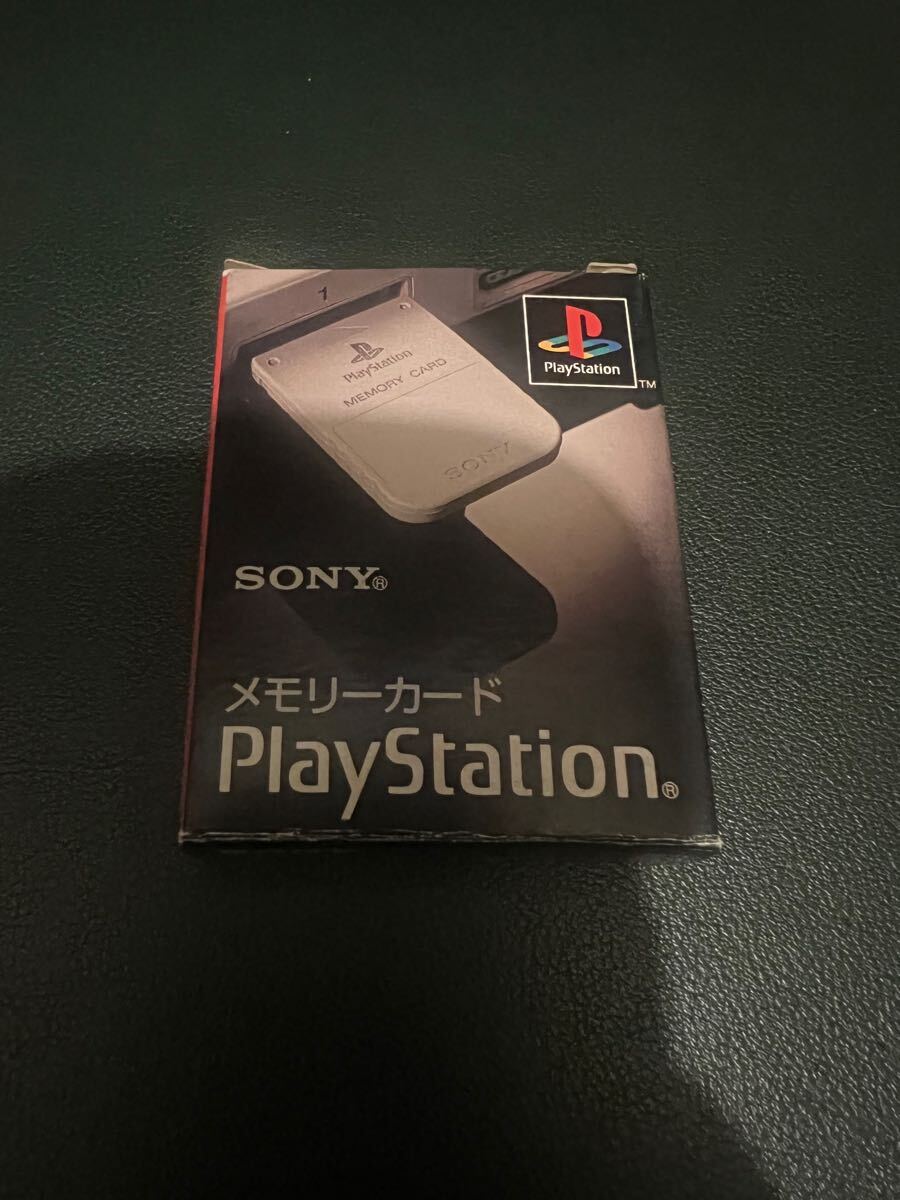 1
PlayStation
MEMORY CARD
SONY
PlayStation
TM
SONY®
メモリーカード
PlayStation®